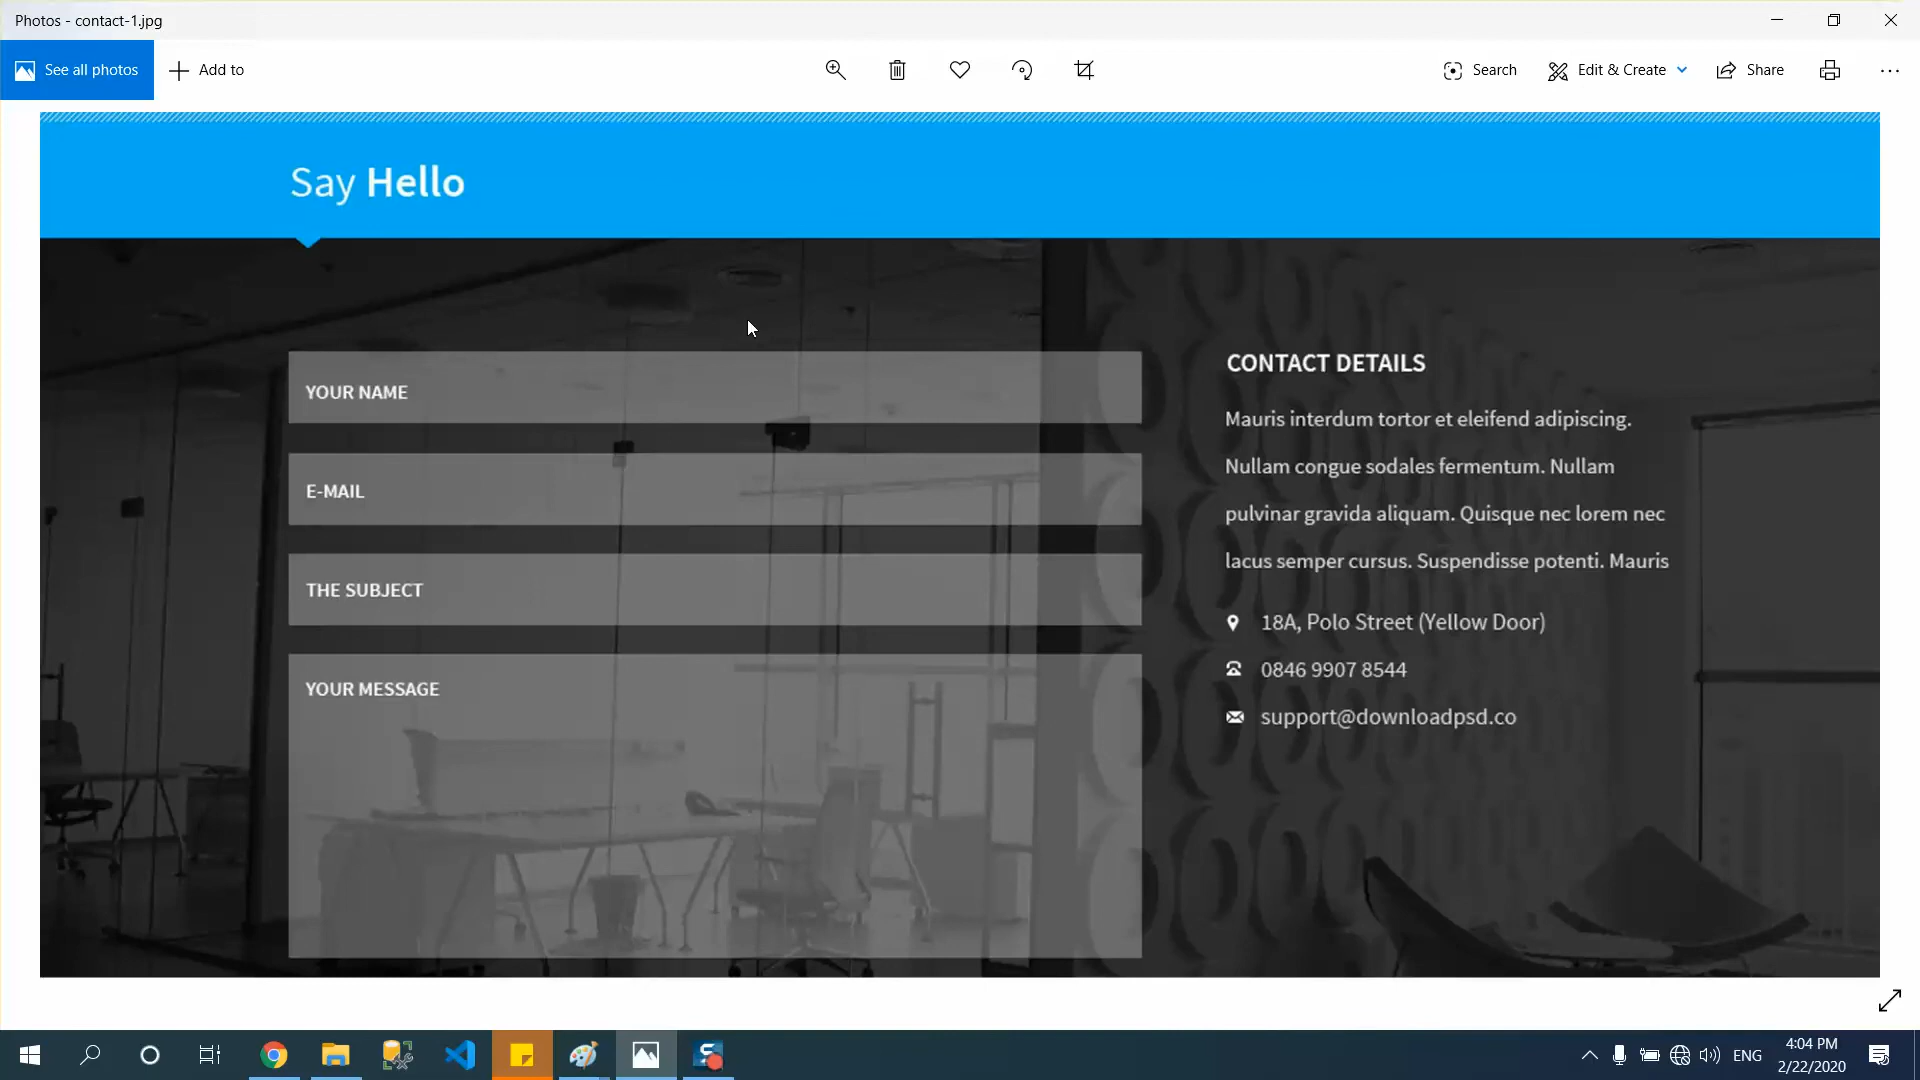 Photos - contact-1.jpg
See all photos
Add to
Search
Edit & Create
Share
Say Hello
YOUR NAME
E-MAIL
THE SUBJECT
YOUR MESSAGE
CONTACT DETAILS
Mauris interdum tortor et eleifend adipiscing.
Nullam congue sodales fermentum. Nullam
pulvinar gravida aliquam. Quisque nec lorem nec
lacus semper cursus. Suspendisse potenti. Mauris
18A, Polo Street (Yellow Door)
0846 9907 8544
support@downloadpsd.co
ENG
4:04 PM
2/22/2020